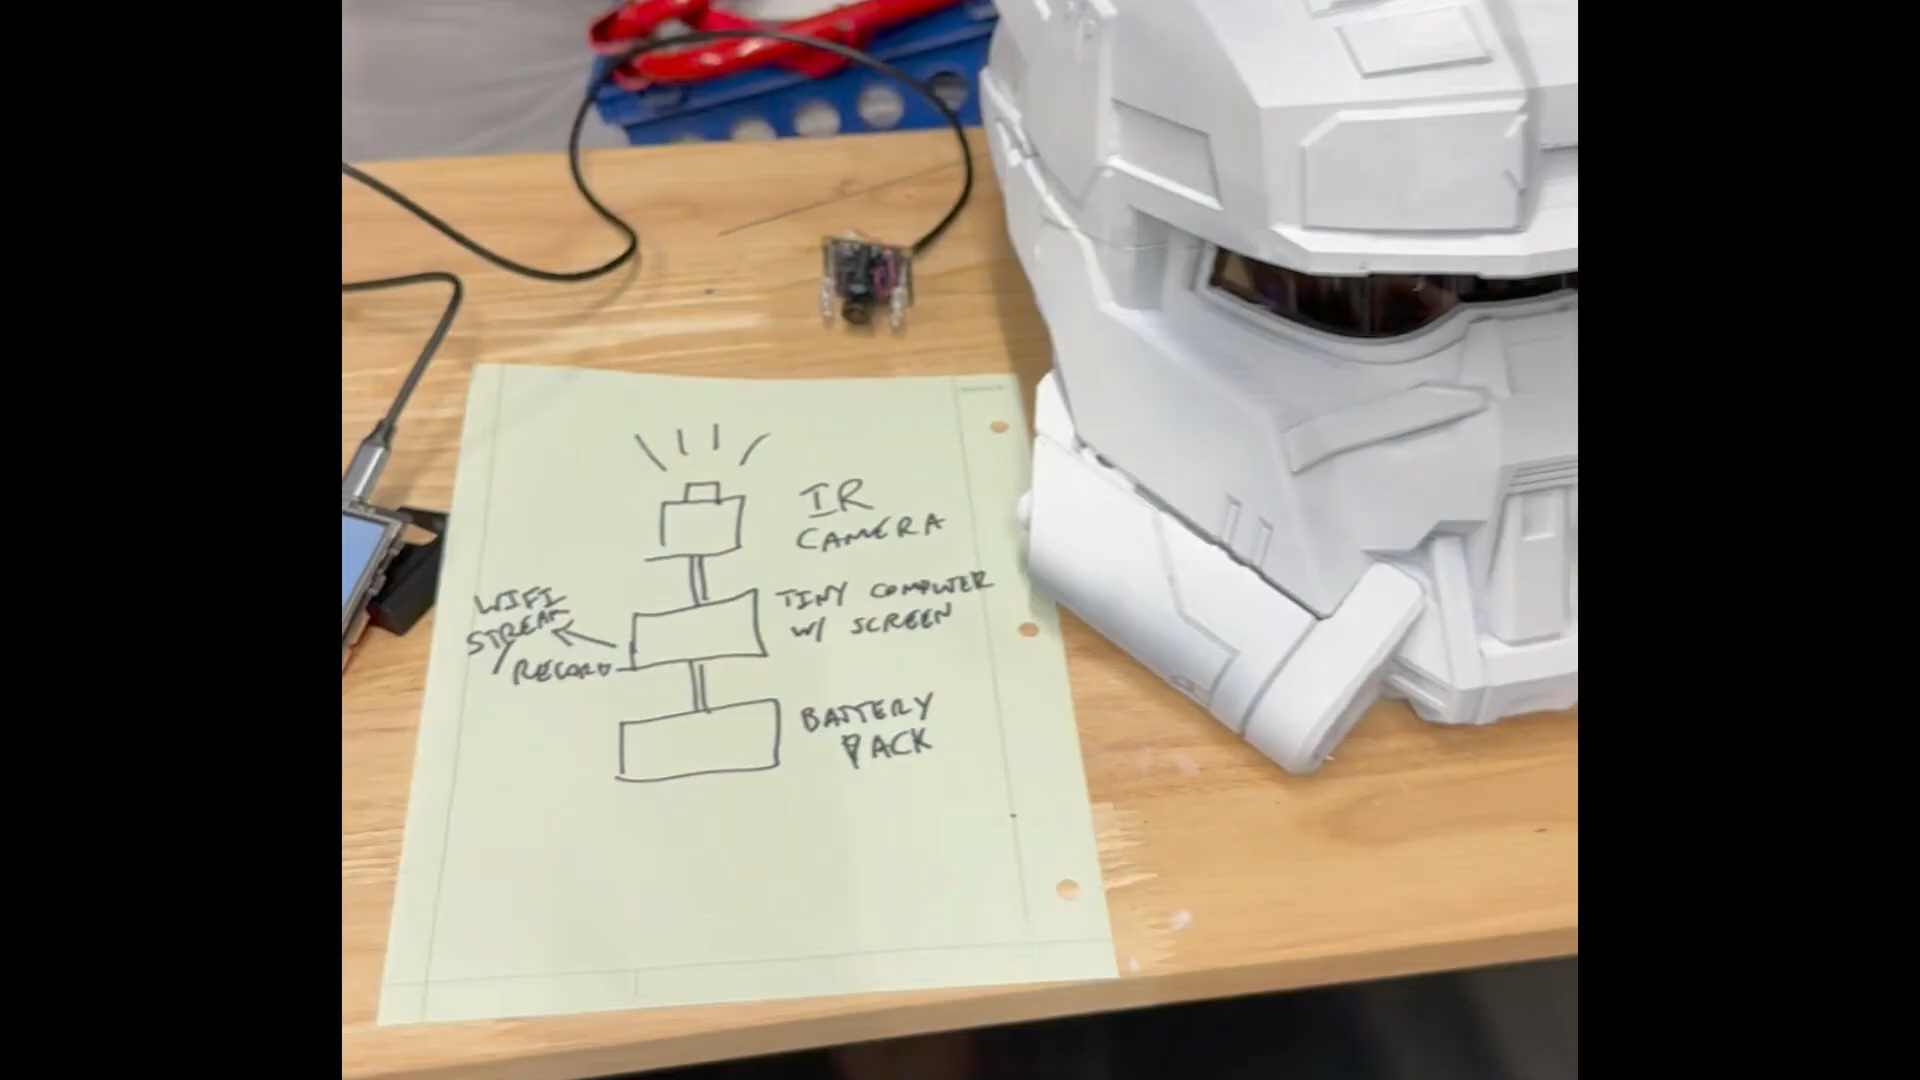 IR
CAMERA
TINY COMPUTER
W/ SCREEN
WIFI
STREAM
/RECORD
BATTERY
PACK